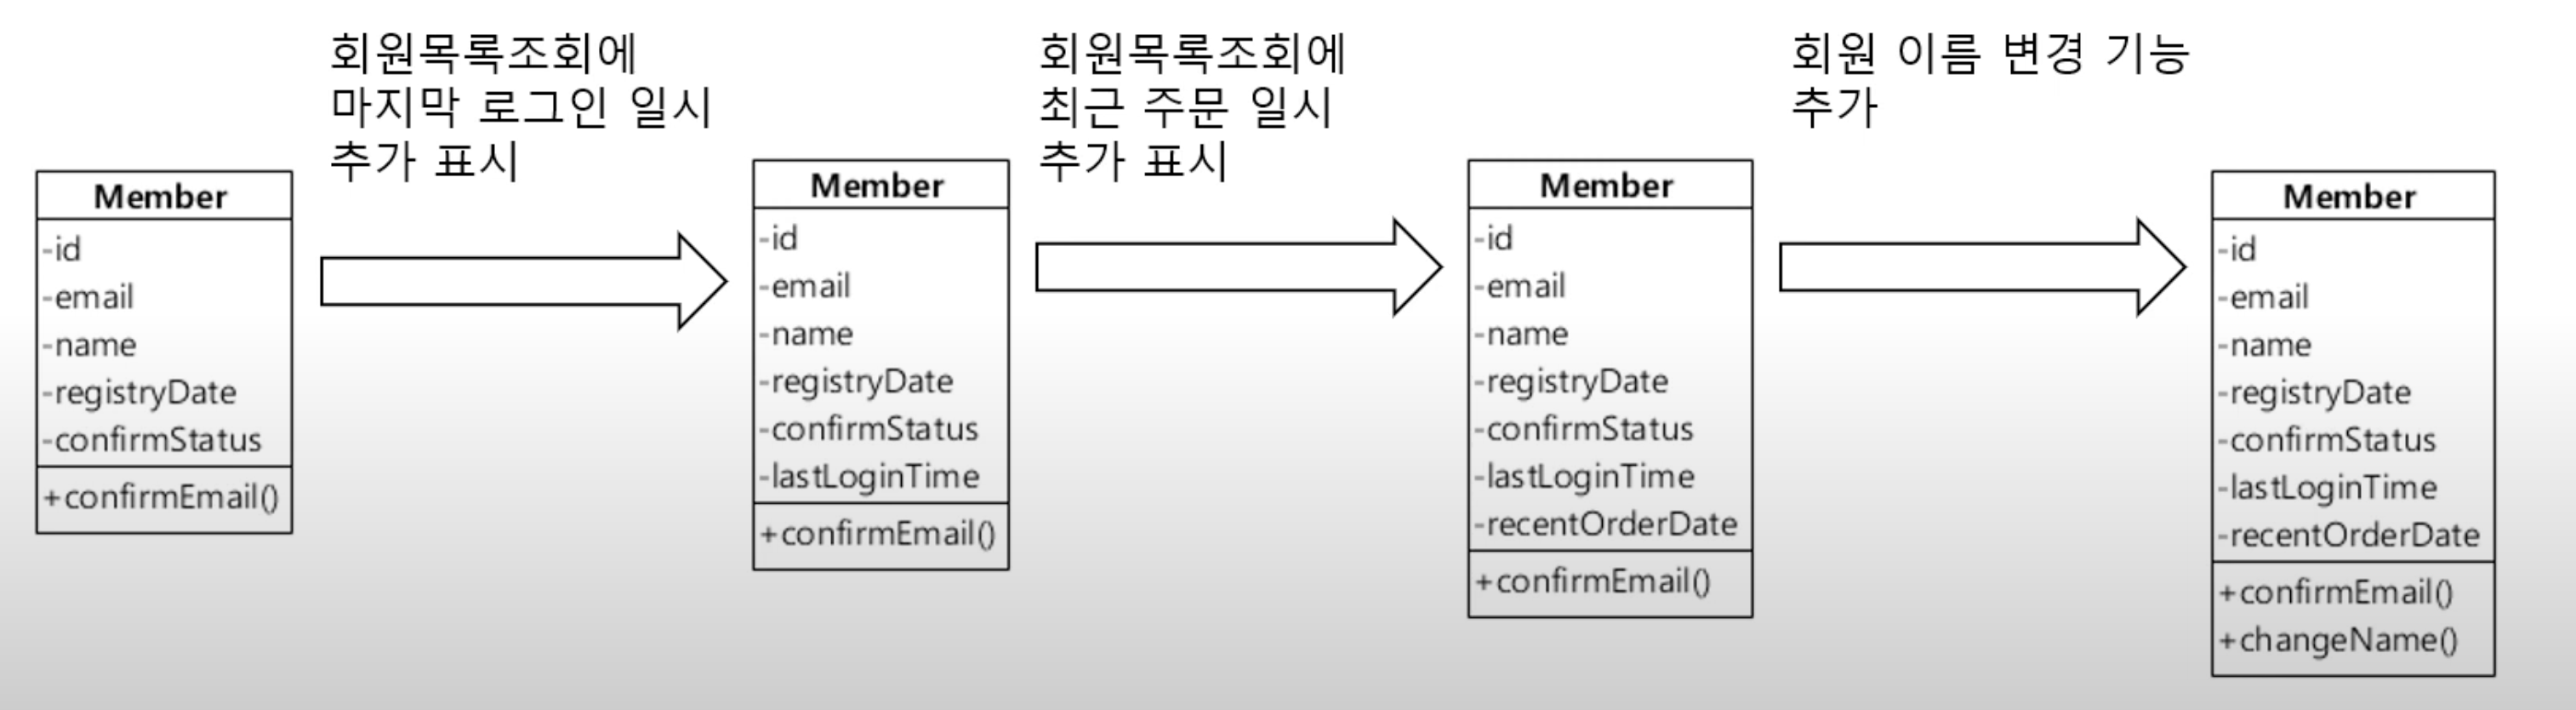 회원목록조회에
마지막 로그인 일시
추가 표시
회원목록조회에
최근 주문 일시
추가 표시
회원 이름 변경 기능
추가
Member
-id
-email
-name
-registryDate
-confirmStatus
+confirmEmail()
Member
-id
-email
-name
-registryDate
-confirmStatus
-lastLoginTime
+confirmEmail()
Member
-id
-email
-name
-registryDate
-confirmStatus
-lastLoginTime
-recentOrderDate
+confirmEmail()
Member
-id
-email
-name
-registryDate
-confirmStatus
-lastLoginTime
-recentOrderDate
+confirmEmail()
+changeName()